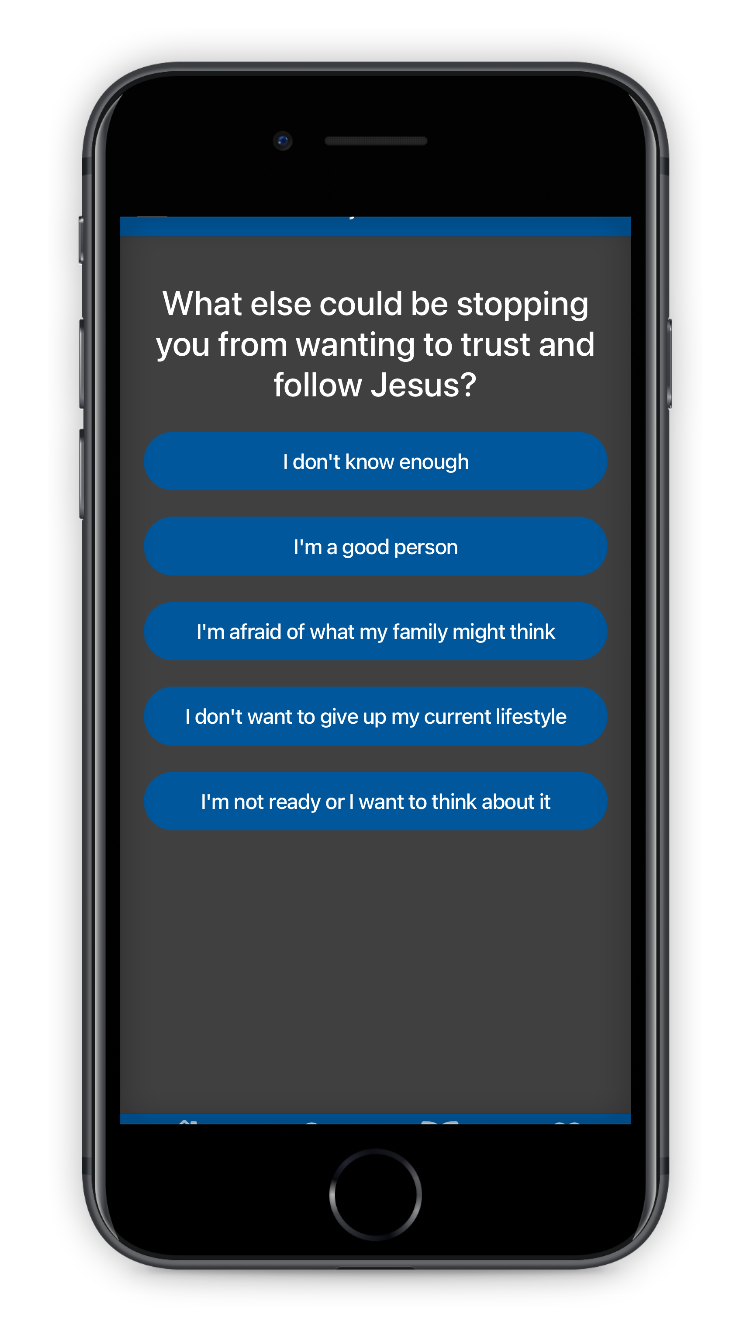 What else could be stopping
you from wanting to trust and
follow Jesus?
I don't know enough
I'm a good person
I'm afraid of what my family might think
I don't want to give up my current lifestyle
I'm not ready or I want to think about it